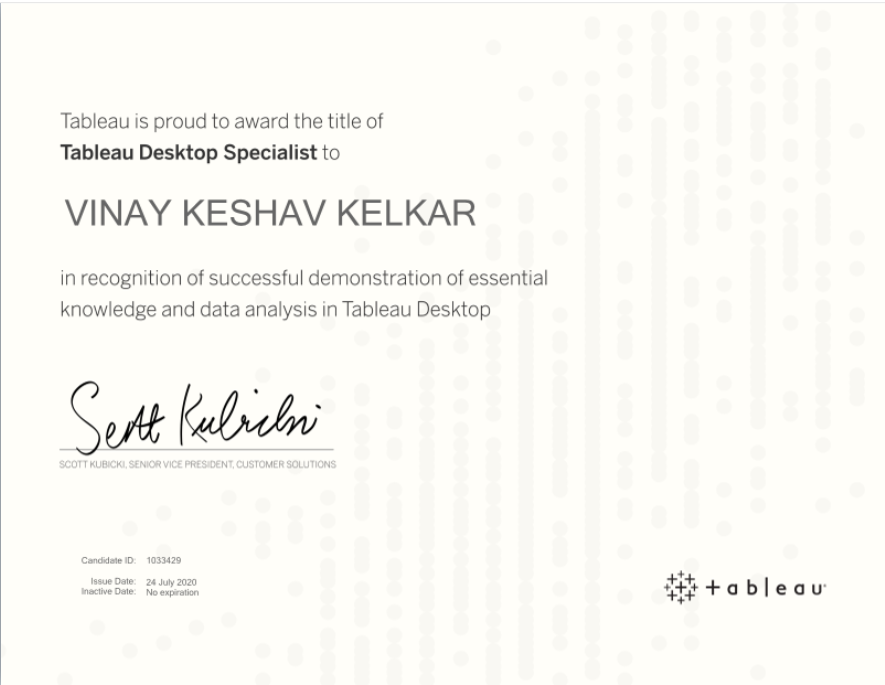 Tableau is proud to award the title of
Tableau Desktop Specialist to
VINAY KESHAV KELKAR
in recognition of successful demonstration of essential
knowledge and data analysis in Tableau Desktop
Scott Kubicki
SCOTT KUBICKI, SENIOR VICE PRESIDENT, CUSTOMER SOLUTIONS
Candidate ID: 1033429
Issue Date: 24 July 2020
Inactive Date: No expiration
+ableau